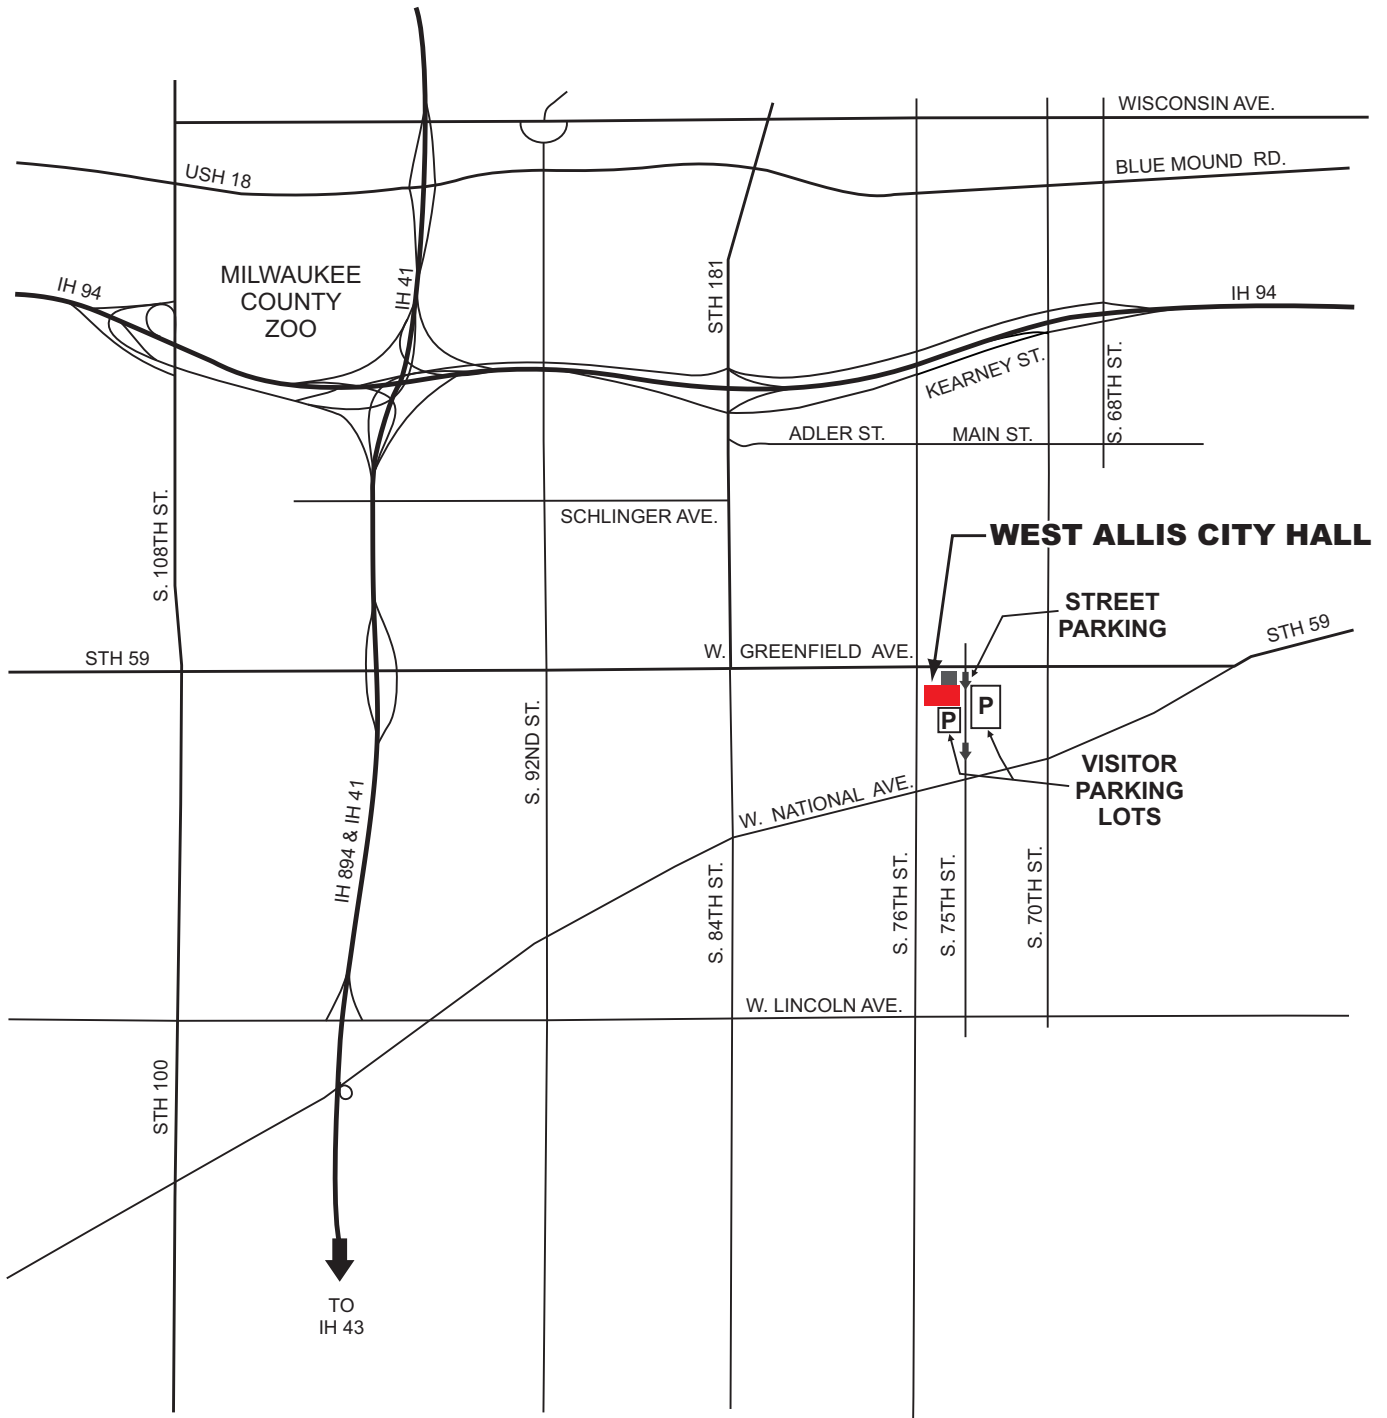 WISCONSIN AVE.
BLUE MOUND RD.
USH 18
MILWAUKEE
COUNTY
ZOO
IH 94
IH 41
STH 181
IH 94
KEARNEY ST.
S. 68TH ST.
ADLER ST.
MAIN ST.
S. 108TH ST.
SCHLINGER AVE.
WEST ALLIS CITY HALL
STREET
PARKING
STH 59
STH 59
W. GREENFIELD AVE.
P
P
S. 92ND ST.
VISITOR
PARKING
LOTS
W. NATIONAL AVE.
IH 894 & IH 41
S. 84TH ST.
S. 76TH ST.
S. 75TH ST.
S. 70TH ST.
W. LINCOLN AVE.
STH 100
TO
IH 43